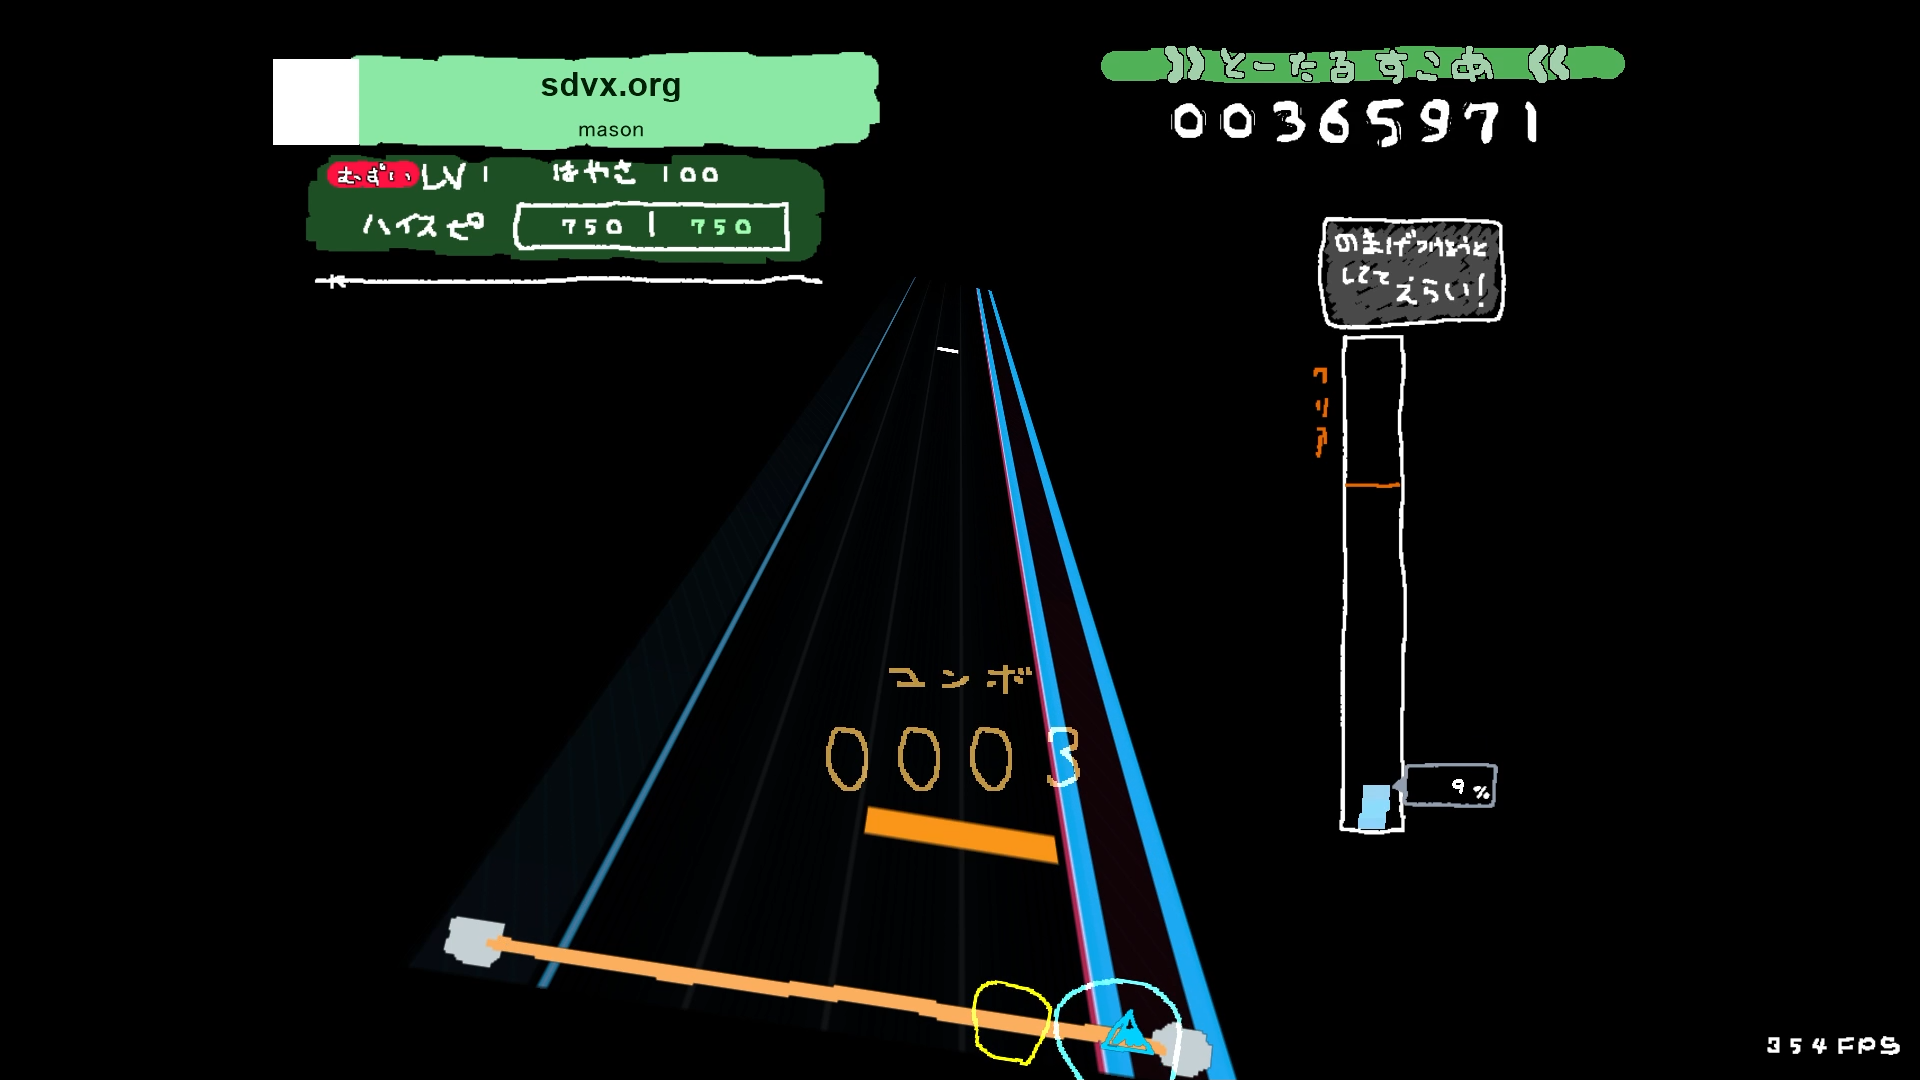 sdvx.org
mason
むずい LV 1 はやさ 100
ハイスピ 750 | 750
》 とーたる すこあ 《
00365971
のまげつけようと
してて えらい!
クリア
コンボ
0003
9%
354FPS